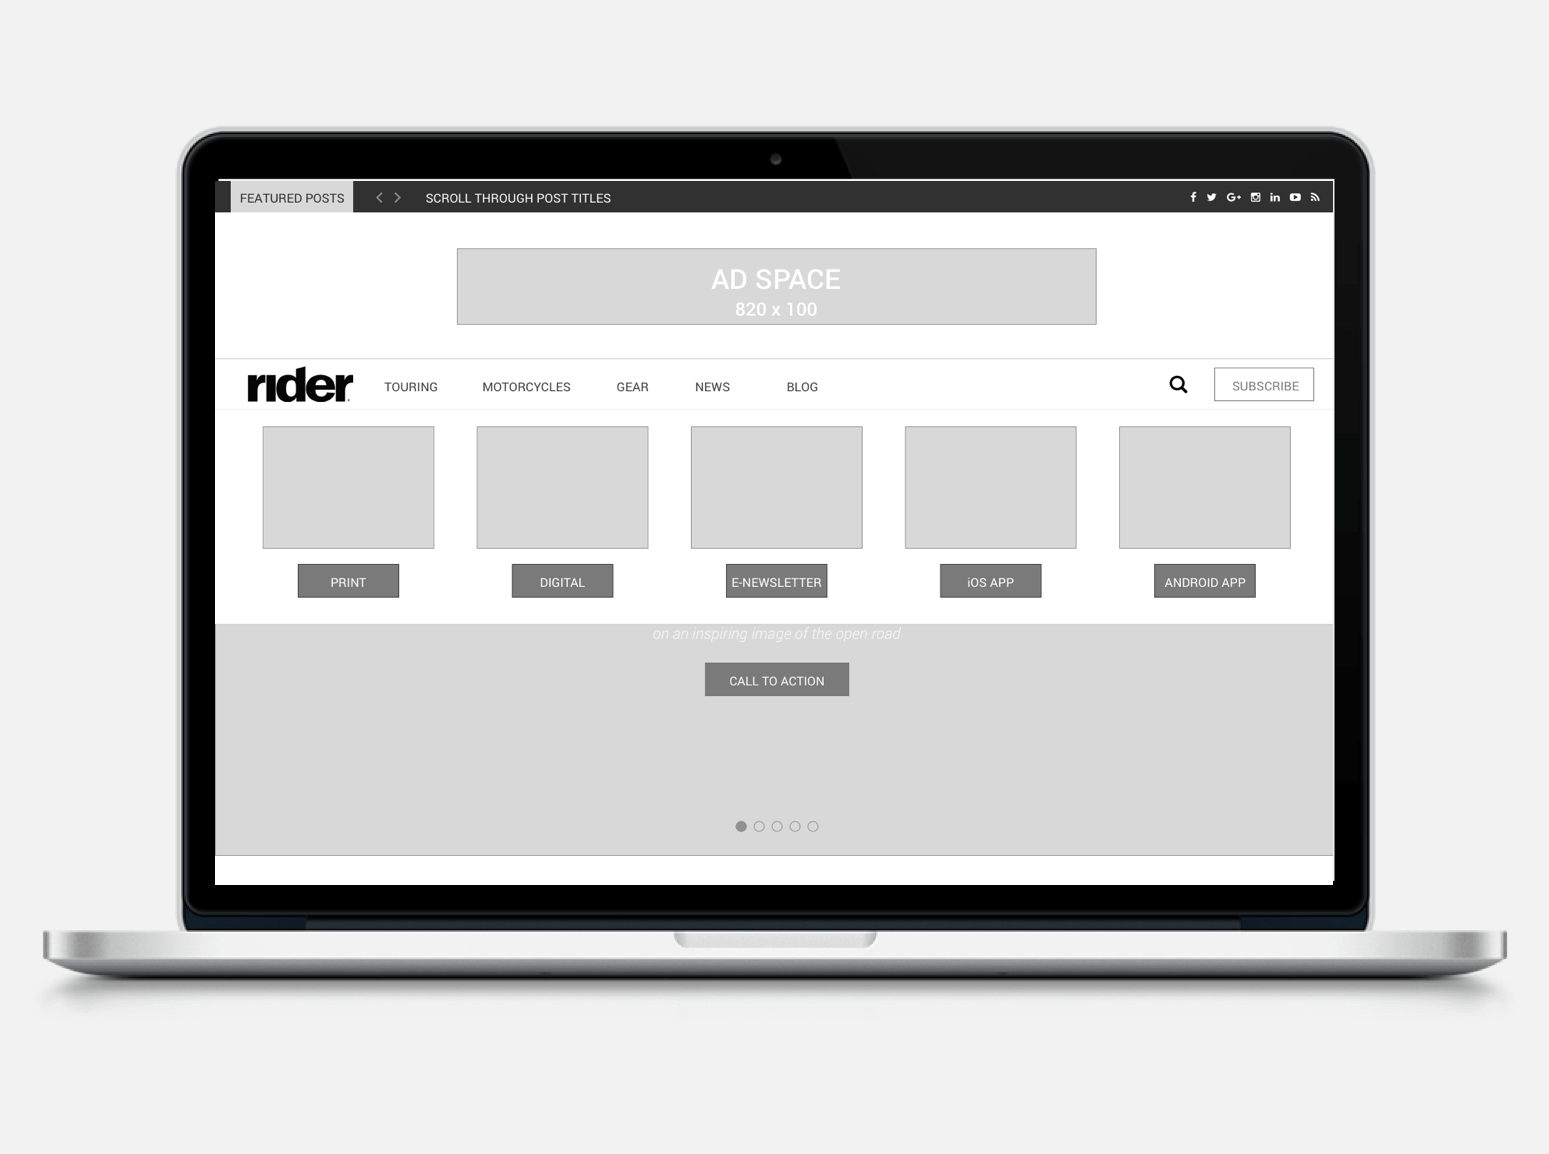 FEATURED POSTS
SCROLL THROUGH POST TITLES
AD SPACE
820 x 100
rider
TOURING
MOTORCYCLES
GEAR
NEWS
BLOG
SUBSCRIBE
PRINT
DIGITAL
E-NEWSLETTER
iOS APP
ANDROID APP
on an inspiring image of the open road
CALL TO ACTION